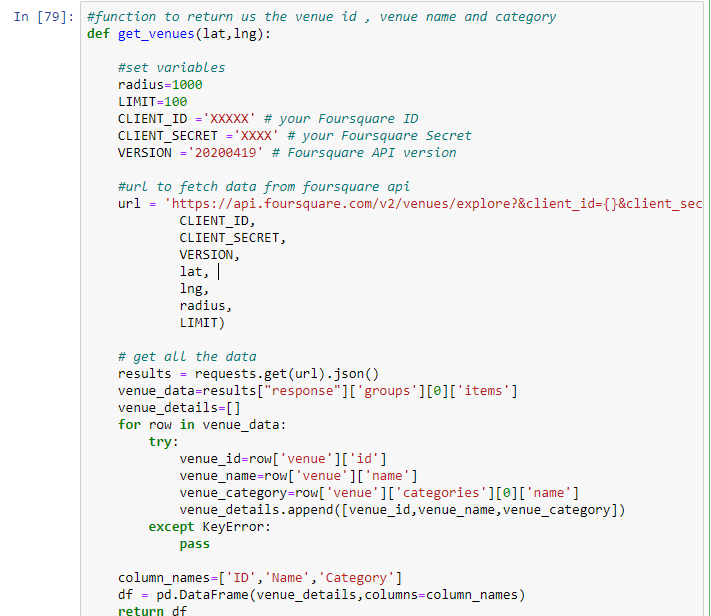 In [79]: #function to return us the venue id , venue name and category
def get_venues(lat,lng):
#set variables
radius=1000
LIMIT=100
CLIENT_ID ='XXXXX' # your Foursquare ID
CLIENT_SECRET ='XXXX' # your Foursquare Secret
VERSION ='20200419' # Foursquare API version
#url to fetch data from foursquare api
url = 'https://api.foursquare.com/v2/venues/explore?&client_id={}&client_sec
CLIENT_ID,
CLIENT_SECRET,
VERSION,
lat,
lng,
radius,
LIMIT)
# get all the data
results = requests.get(url).json()
venue_data=results["response"]['groups'][0]['items']
venue_details=[]
for row in venue_data:
try:
venue_id=row['venue']['id']
venue_name=row['venue']['name']
venue_category=row['venue']['categories'][0]['name']
venue_details.append([venue_id,venue_name,venue_category])
except KeyError:
pass
column_names=['ID','Name','Category']
df = pd.DataFrame(venue_details,columns=column_names)
return df